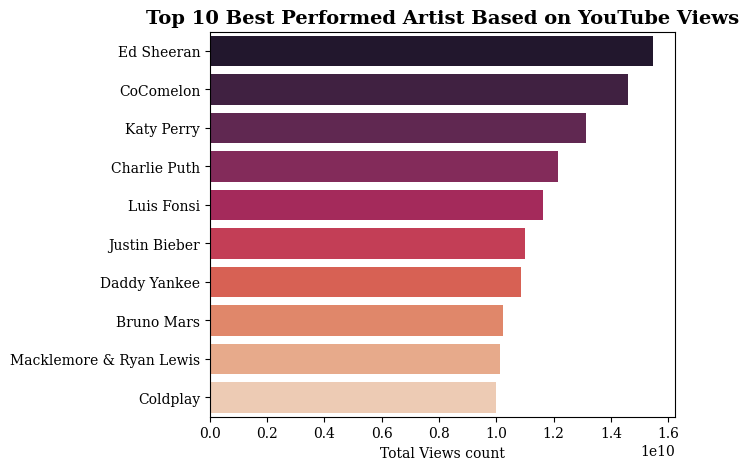 Top 10 Best Performed Artist Based on YouTube Views
Ed Sheeran
CoComelon
Katy Perry
Charlie Puth
Luis Fonsi
Justin Bieber
Daddy Yankee
Bruno Mars
Macklemore & Ryan Lewis
Coldplay
0.0 0.2 0.4 0.6 0.8 1.0 1.2 1.4 1.6
1e10
Total Views count